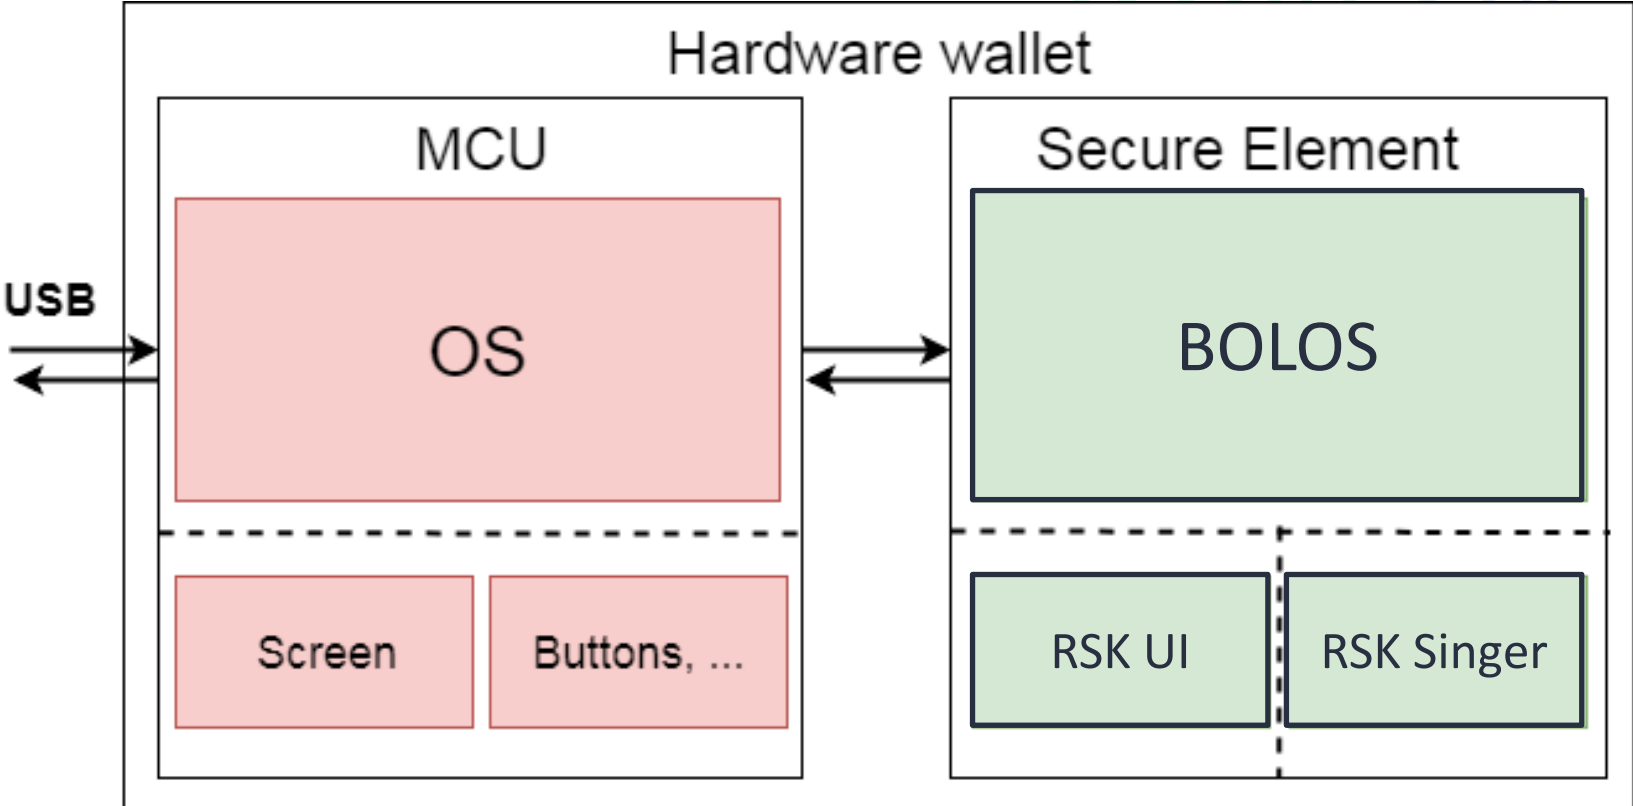 Hardware wallet
MCU
Secure Element
USB
OS
BOLOS
Screen
Buttons, ...
RSK UI
RSK Singer